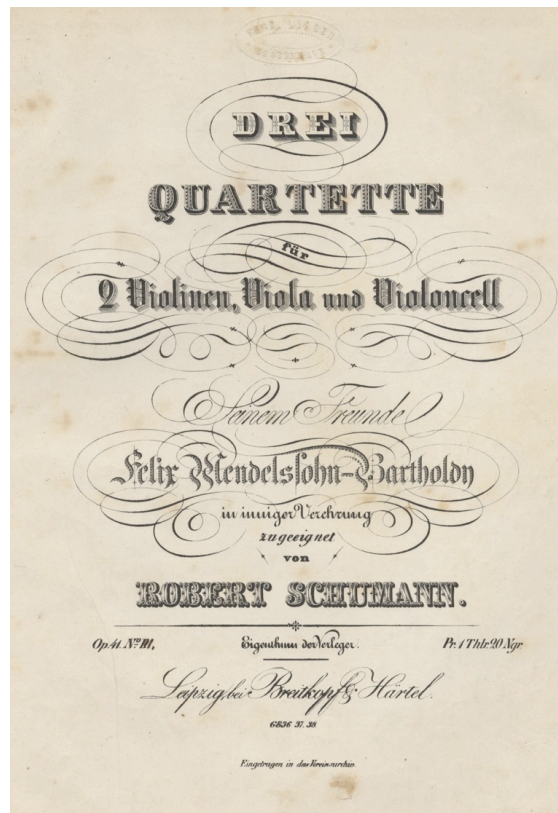 DREI
QUARTETTE
für
2 Violinen, Viola und Violoncell
Seinem Freunde
Felix Mendelssohn-Bartholdy
in inniger Verehrung
zugeeignet
von
ROBERT SCHUMANN.
Op. 41. No. III, Eigenthum der Verleger. Pr. 1 Thlr. 20 Ngr
Leipzig, bei Breitkopf & Härtel.
6836 37. 38.
Eingetragen in das Vereinsarchiv.